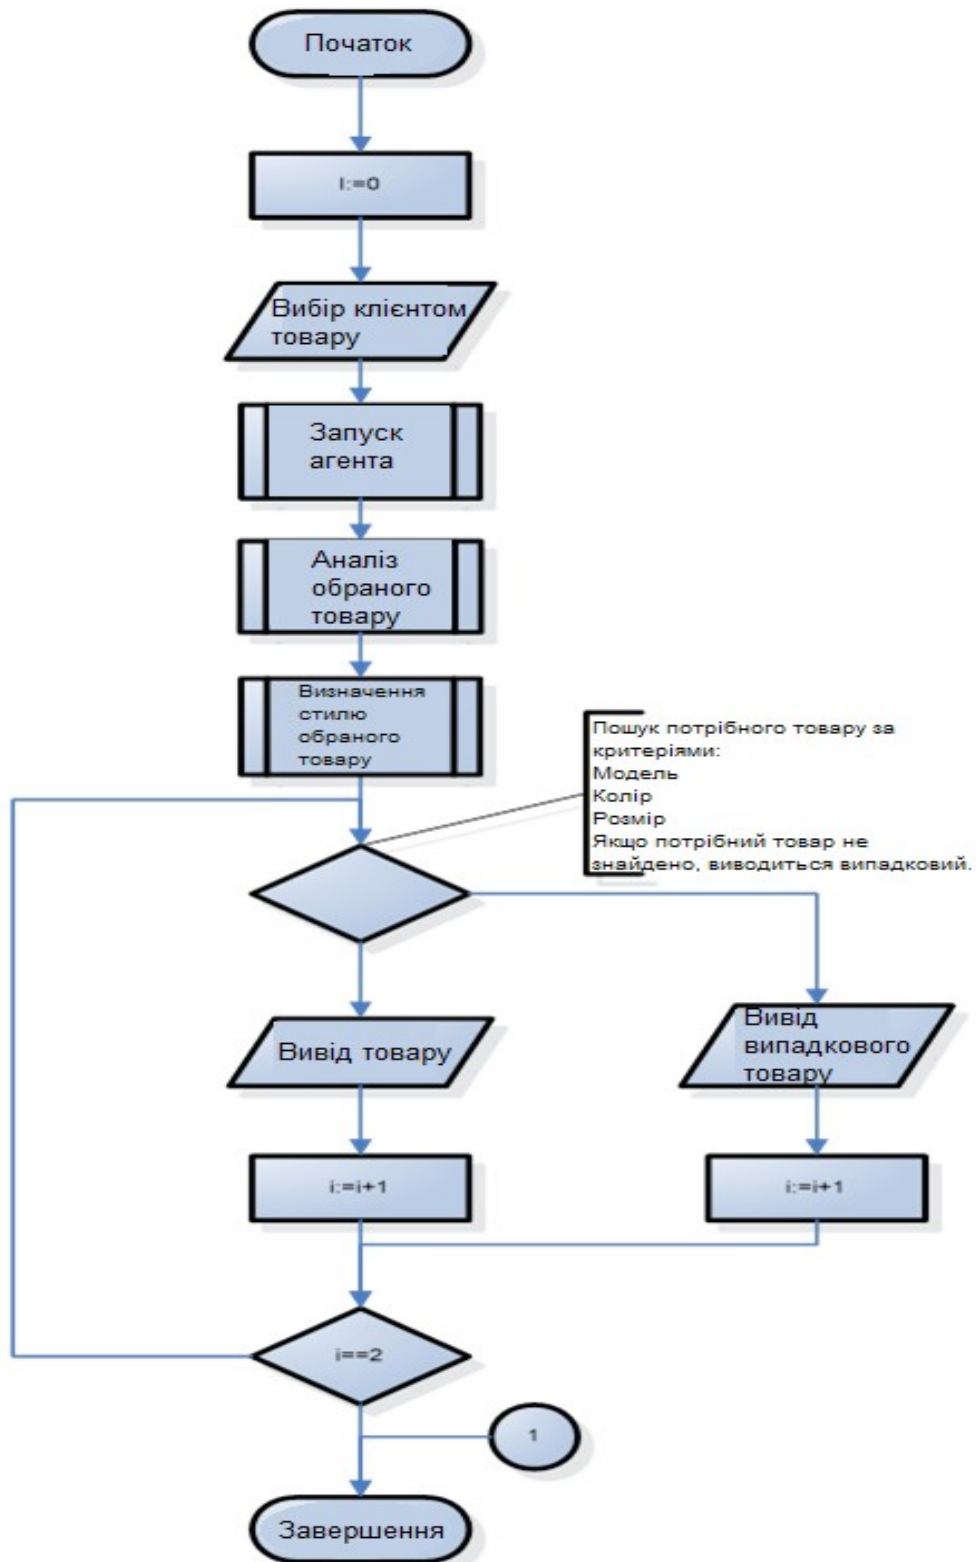 Початок
I:=0
Вибір клієнтом
товару
Запуск
агента
Аналіз
обраного
товару
Визначення
стилю
обраного
товару
Пошук потрібного товару за
критеріями:
Модель
Колір
Розмір
Якщо потрібний товар не
знайдено, виводиться випадковий.
Вивід товару
Вивід
випадкового
товару
i:=i+1
i:=i+1
i==2
1
Завершення